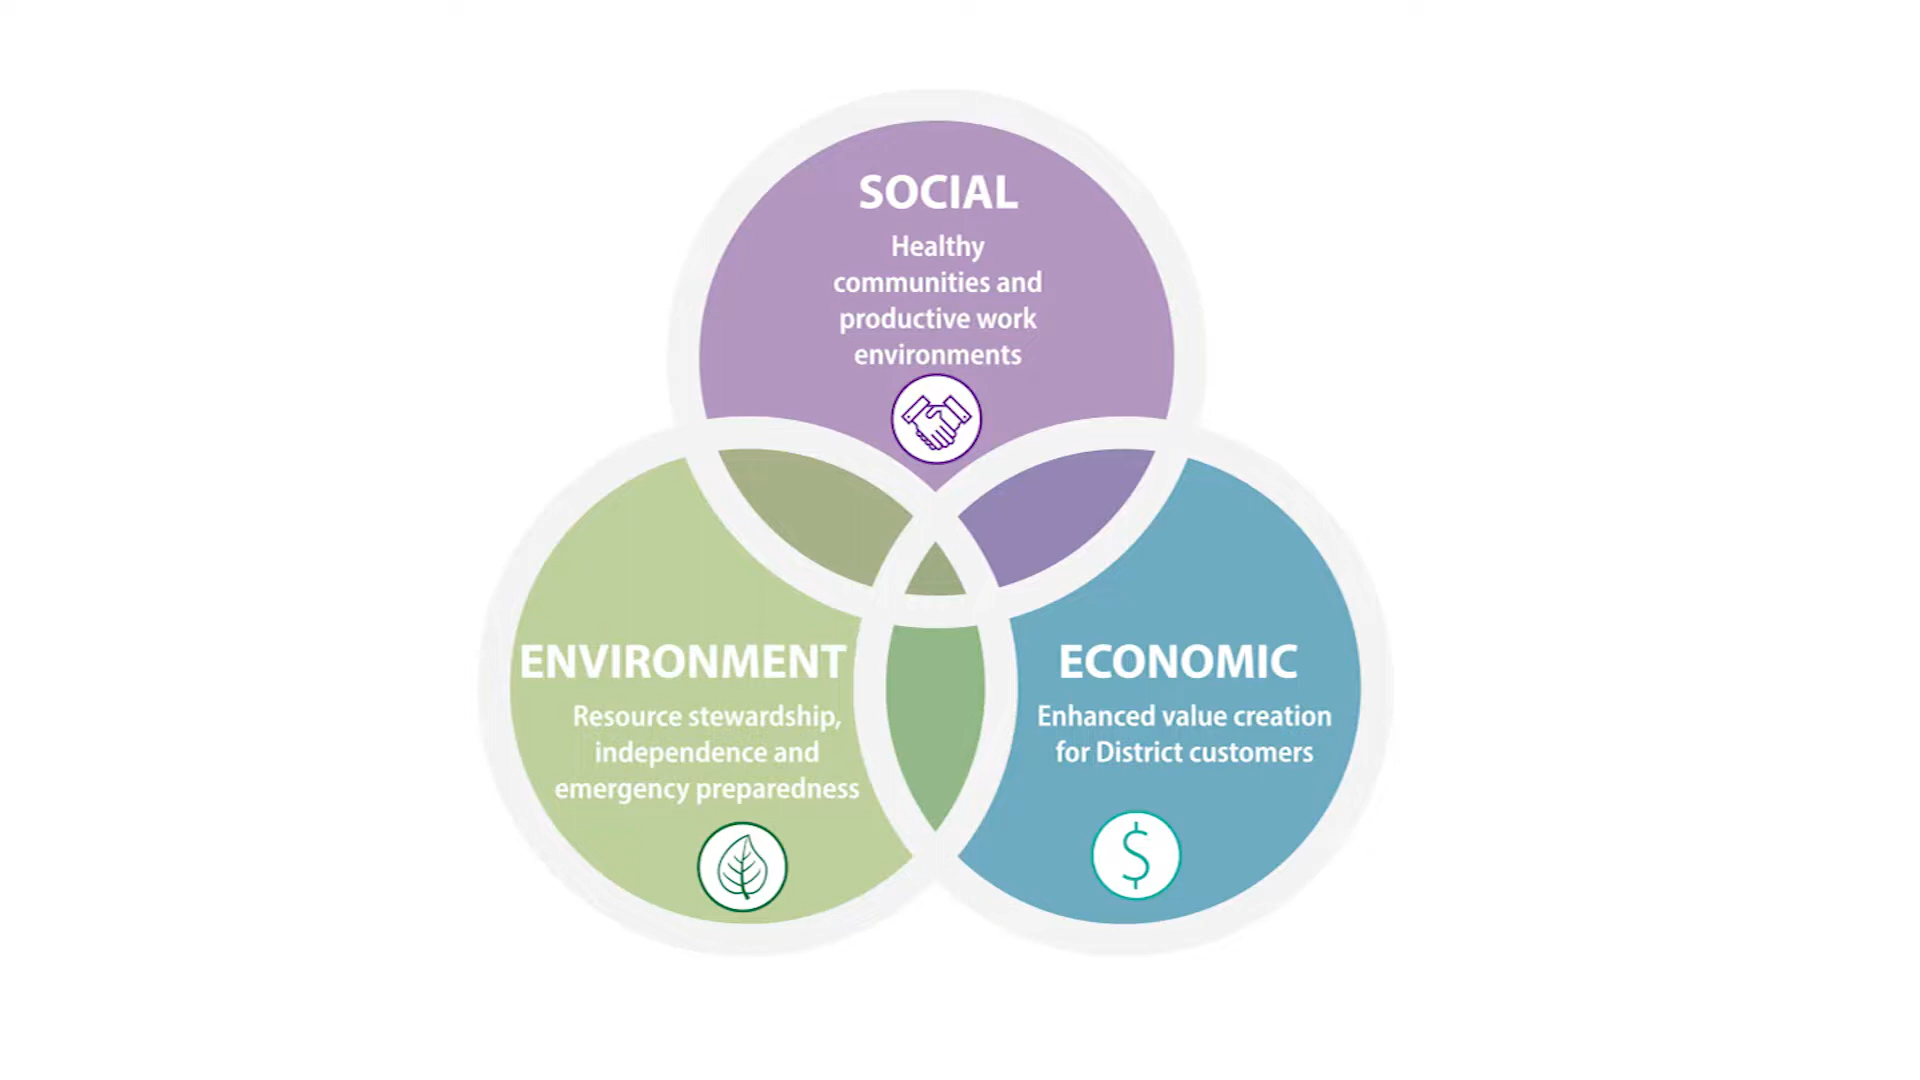 SOCIAL
Healthy
communities and
productive work
environments
ENVIRONMENT
Resource stewardship,
independence and
emergency preparedness
ECONOMIC
Enhanced value creation
for District customers
$